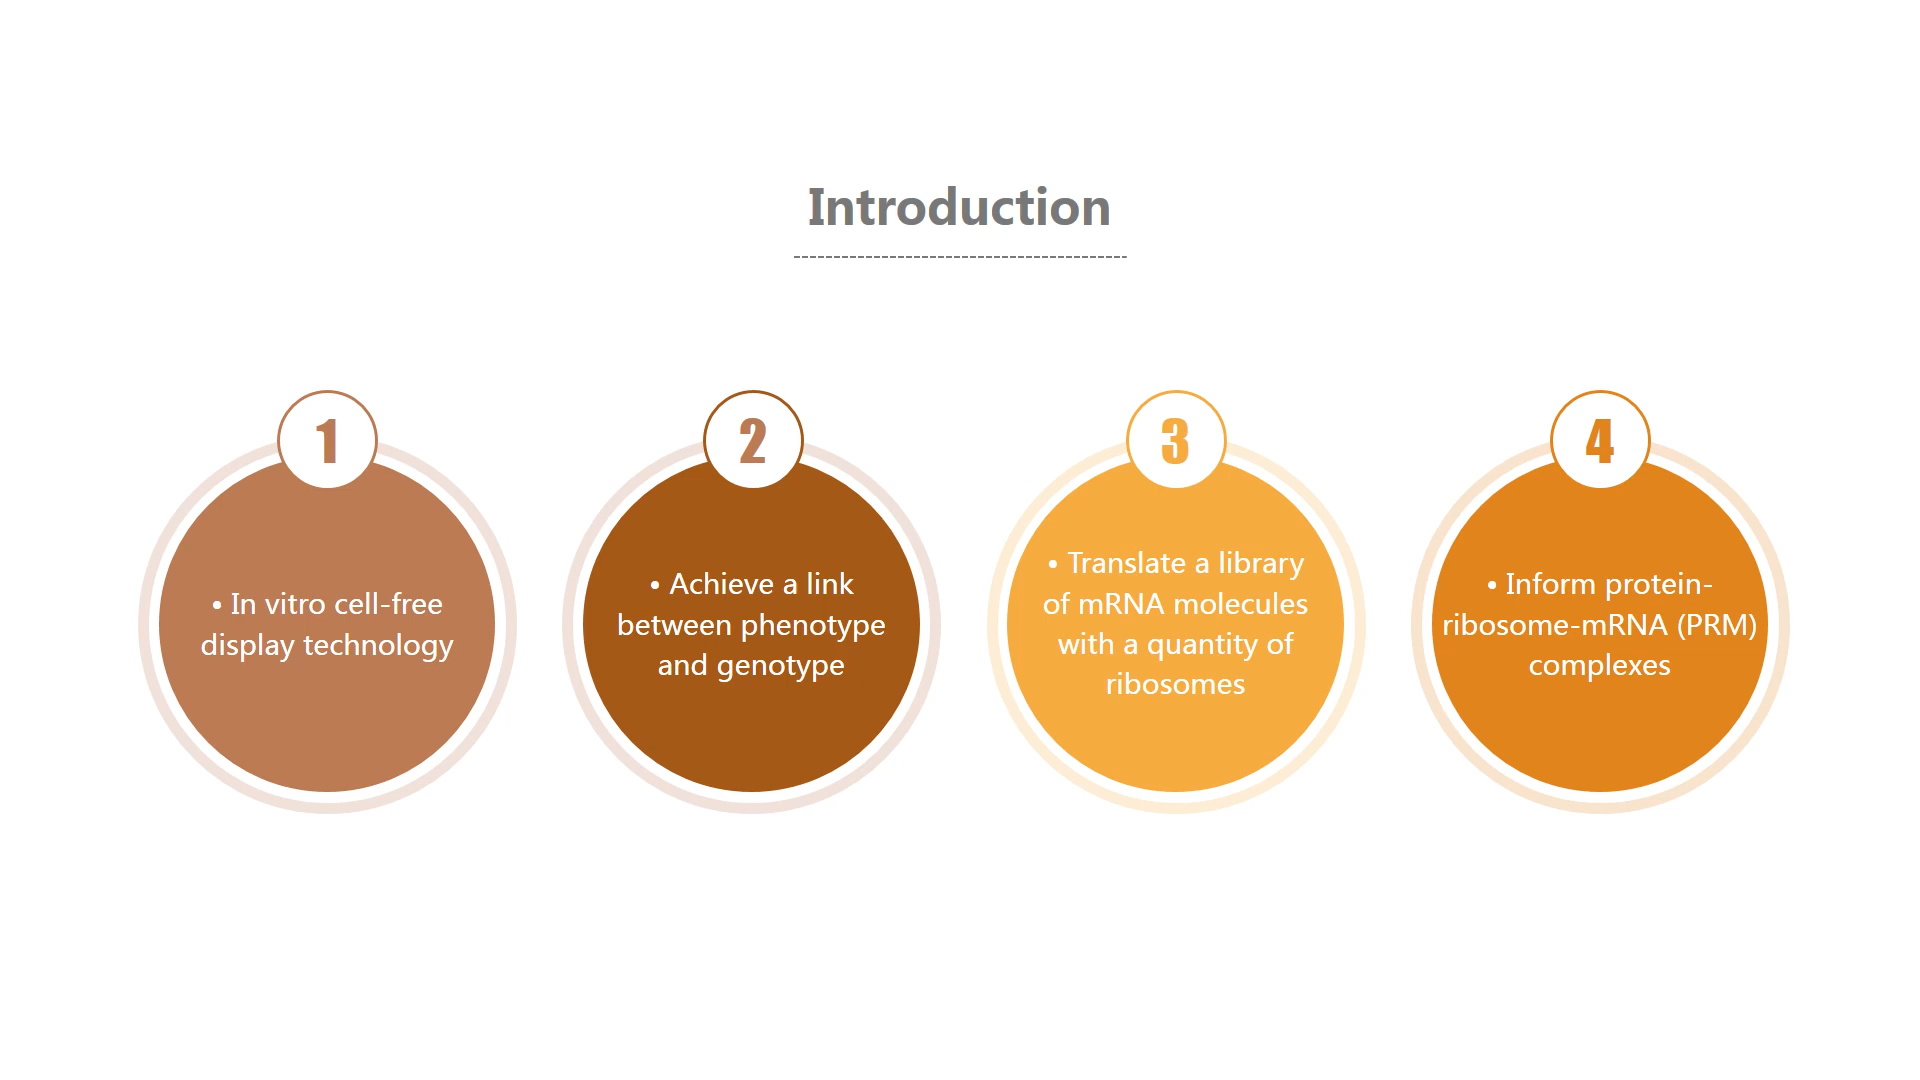 Introduction
1
• In vitro cell-free
display technology
2
• Achieve a link
between phenotype
and genotype
3
• Translate a library
of mRNA molecules
with a quantity of
ribosomes
4
• Inform protein-
ribosome-mRNA (PRM)
complexes